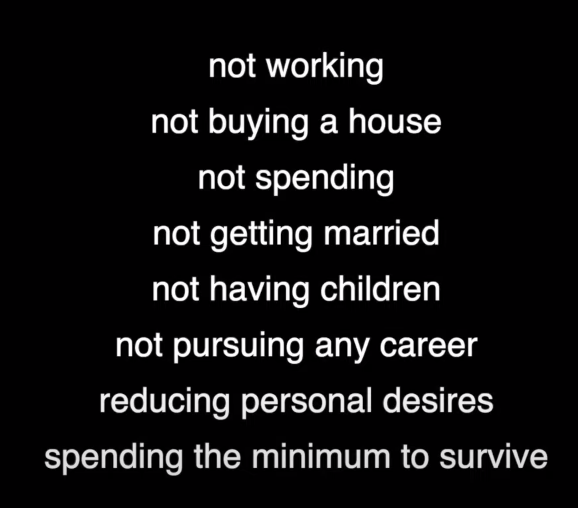 not working
not buying a house
not spending
not getting married
not having children
not pursuing any career
reducing personal desires
spending the minimum to survive